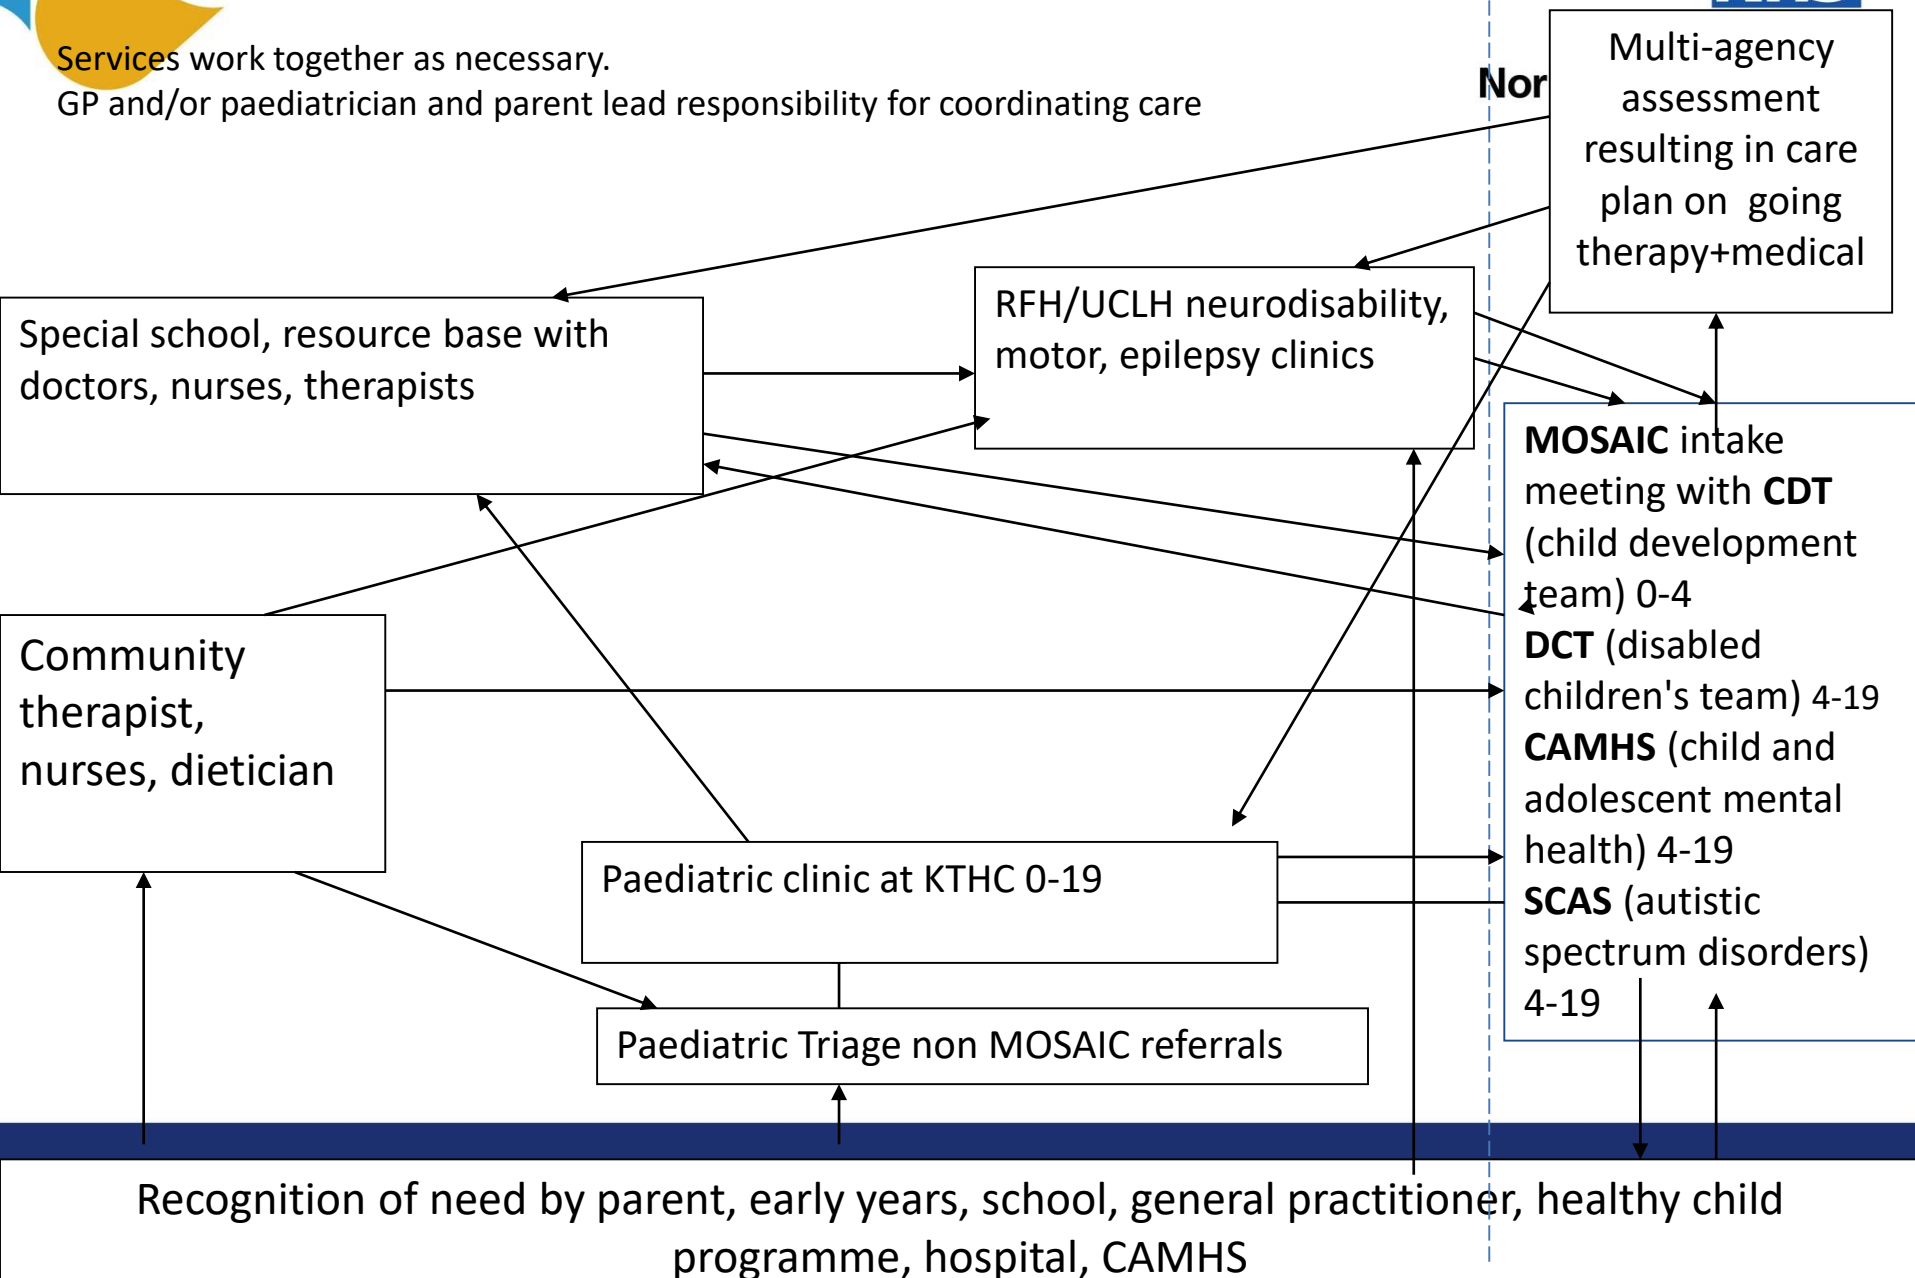 Services work together as necessary.
GP and/or paediatrician and parent lead responsibility for coordinating care
Nor
Multi-agency
assessment
resulting in care
plan on going
therapy+medical
Special school, resource base with
doctors, nurses, therapists
RFH/UCLH neurodisability,
motor, epilepsy clinics
MOSAIC intake
meeting with CDT
(child development
team) 0-4
DCT (disabled
children's team) 4-19
CAMHS (child and
adolescent mental
health) 4-19
SCAS (autistic
spectrum disorders)
4-19
Community
therapist,
nurses, dietician
Paediatric clinic at KTHC 0-19
Paediatric Triage non MOSAIC referrals
Recognition of need by parent, early years, school, general practitioner, healthy child
programme, hospital, CAMHS